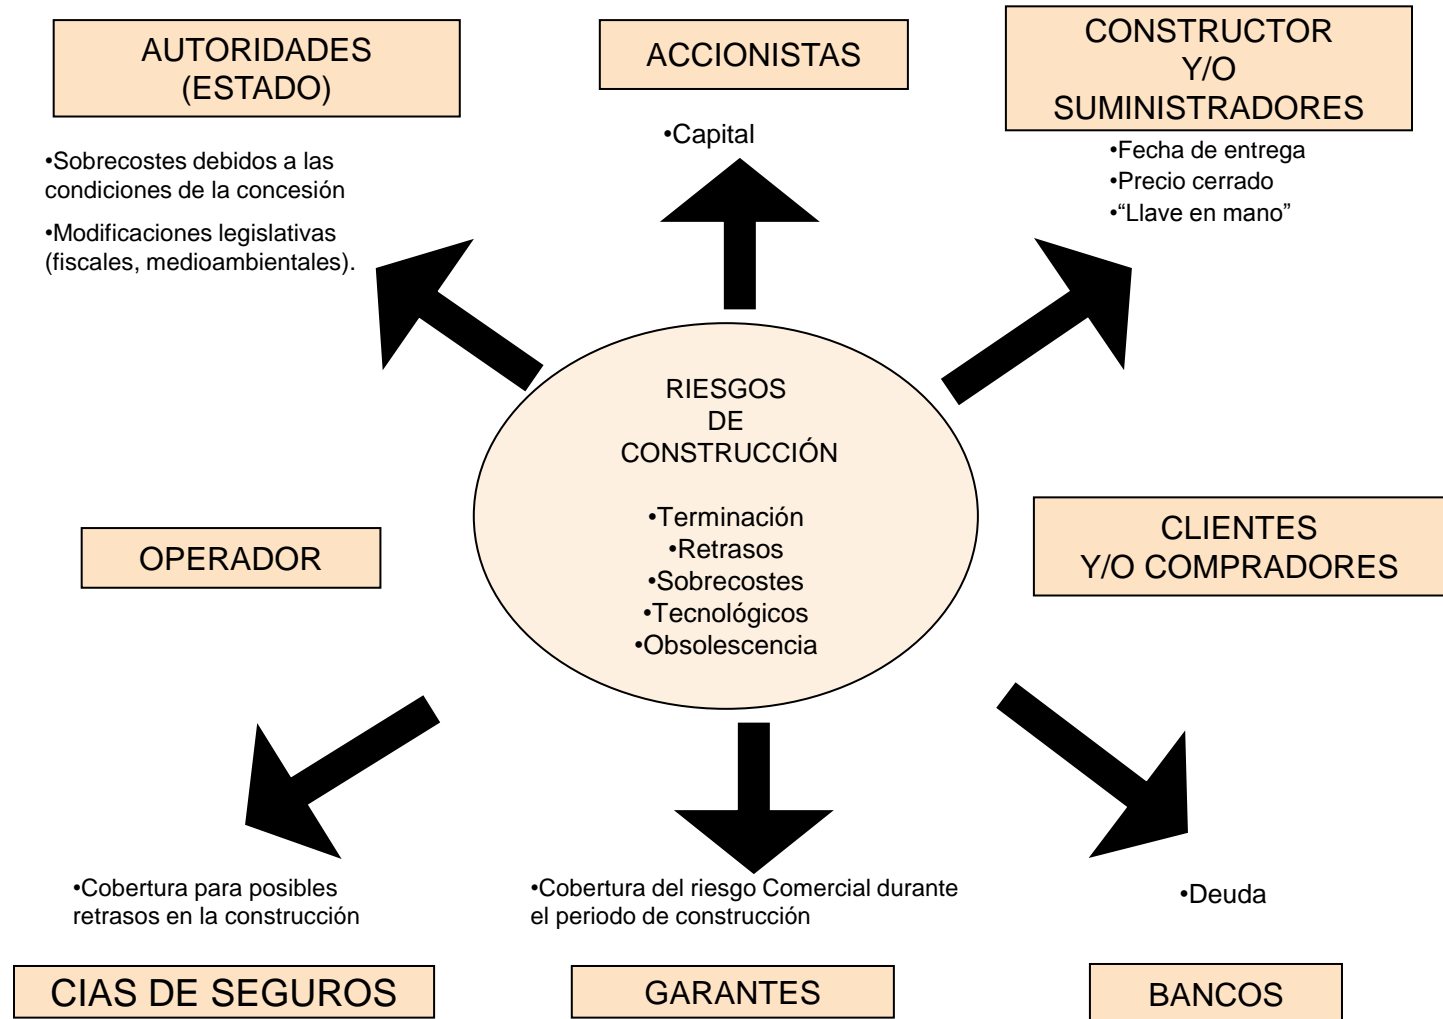 AUTORIDADES
(ESTADO)
ACCIONISTAS
CONSTRUCTOR
Y/O
SUMINISTRADORES
•Sobrecostes debidos a las
condiciones de la concesión
•Modificaciones legislativas
(fiscales, medioambientales).
•Capital
•Fecha de entrega
•Precio cerrado
•“Llave en mano”
RIESGOS
DE
CONSTRUCCIÓN
•Terminación
•Retrasos
•Sobrecostes
•Tecnológicos
•Obsolescencia
OPERADOR
CLIENTES
Y/O COMPRADORES
•Cobertura para posibles
retrasos en la construcción
•Cobertura del riesgo Comercial durante
el periodo de construcción
•Deuda
CIAS DE SEGUROS
GARANTES
BANCOS